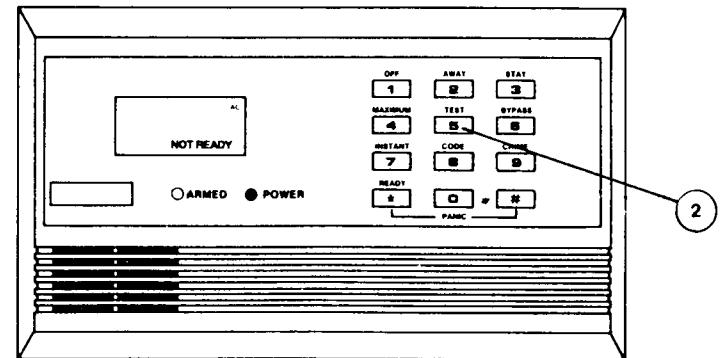 OFF AWAY STAY
1 2 3
MAXIMUM TEST BYPASS
4 5 6
AC
NOT READY
INSTANT CODE CHIME
7 8 9
READY
* 0 #
ARMED POWER
PANIC
2